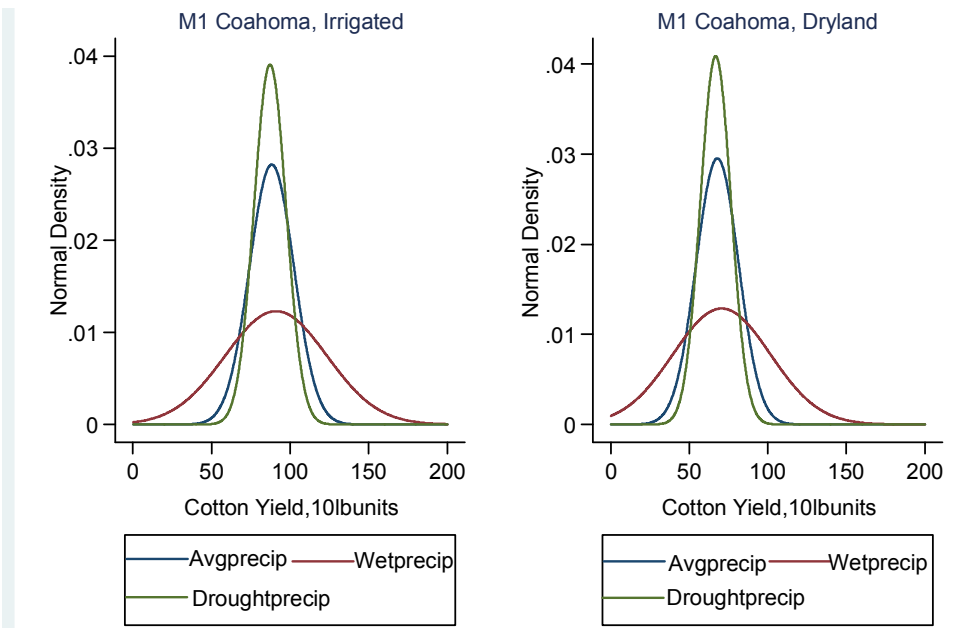 M1 Coahoma, Irrigated
.04
.03
.02
.01
0
Normal Density
0 50 100 150 200
Cotton Yield,10lbunits
Avgprecip Wetprecip
Droughtprecip
M1 Coahoma, Dryland
.04
.03
.02
.01
0
Normal Density
0 50 100 150 200
Cotton Yield,10lbunits
Avgprecip Wetprecip
Droughtprecip